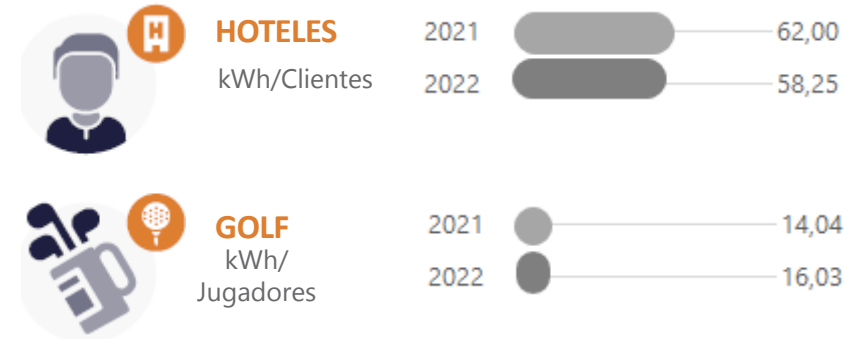 H
HOTELES
kWh/Clientes
2021 62,00
2022 58,25
GOLF
kWh/
Jugadores
2021 14,04
2022 16,03